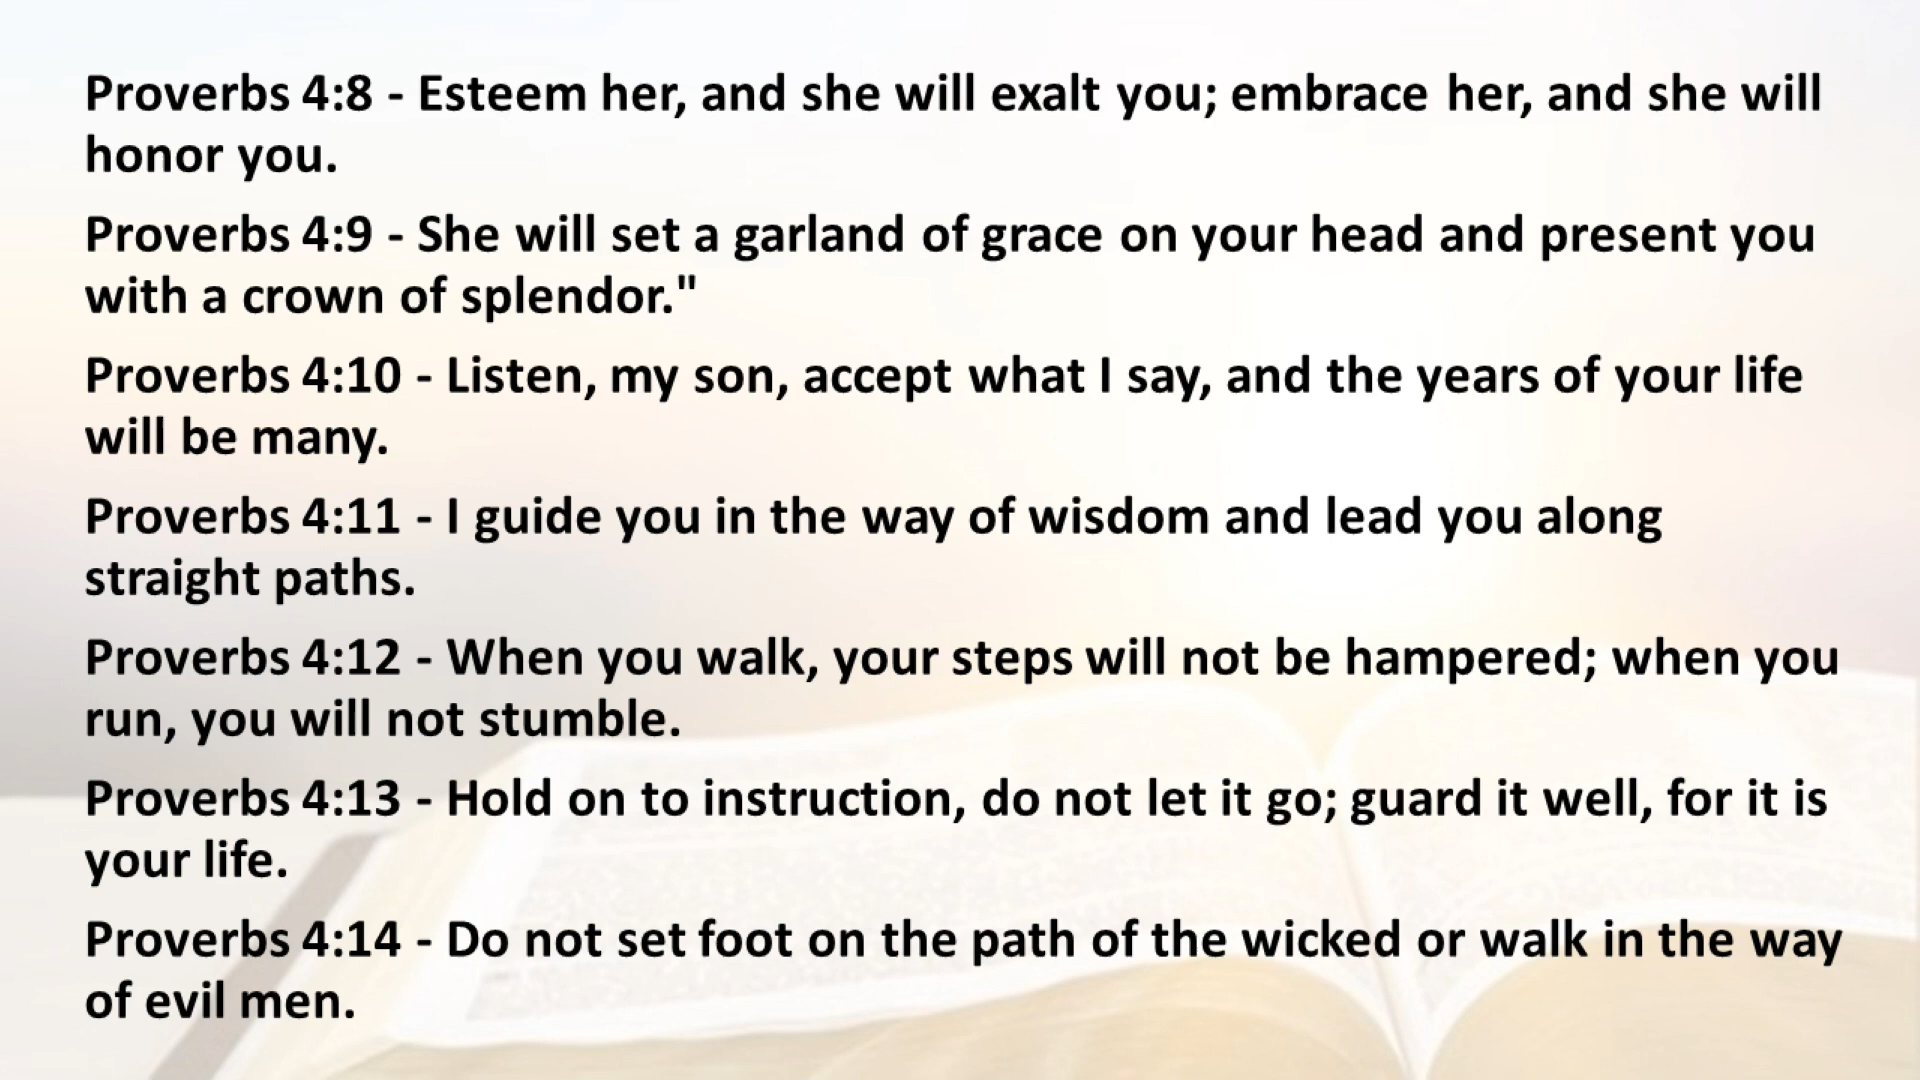 Proverbs 4:8 - Esteem her, and she will exalt you; embrace her, and she will
honor you.
Proverbs 4:9 - She will set a garland of grace on your head and present you
with a crown of splendor."
Proverbs 4:10 - Listen, my son, accept what I say, and the years of your life
will be many.
Proverbs 4:11 - I guide you in the way of wisdom and lead you along
straight paths.
Proverbs 4:12 - When you walk, your steps will not be hampered; when you
run, you will not stumble.
Proverbs 4:13 - Hold on to instruction, do not let it go; guard it well, for it is
your life.
Proverbs 4:14 - Do not set foot on the path of the wicked or walk in the way
of evil men.